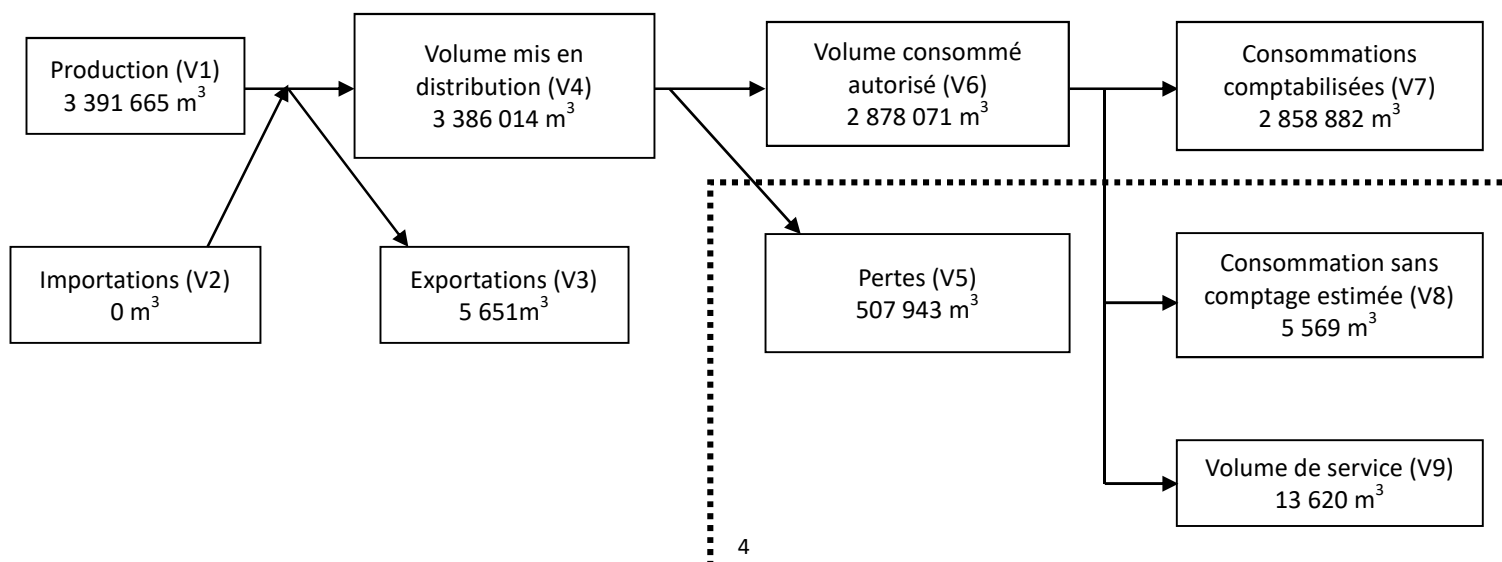 Production (V1)
3 391 665 m³
Volume mis en
distribution (V4)
3 386 014 m³
Volume consommé
autorisé (V6)
2 878 071 m³
Consommations
comptabilisées (V7)
2 858 882 m³
Importations (V2)
0 m³
Exportations (V3)
5 651m³
Pertes (V5)
507 943 m³
Consommation sans
comptage estimée (V8)
5 569 m³
Volume de service (V9)
13 620 m³
4